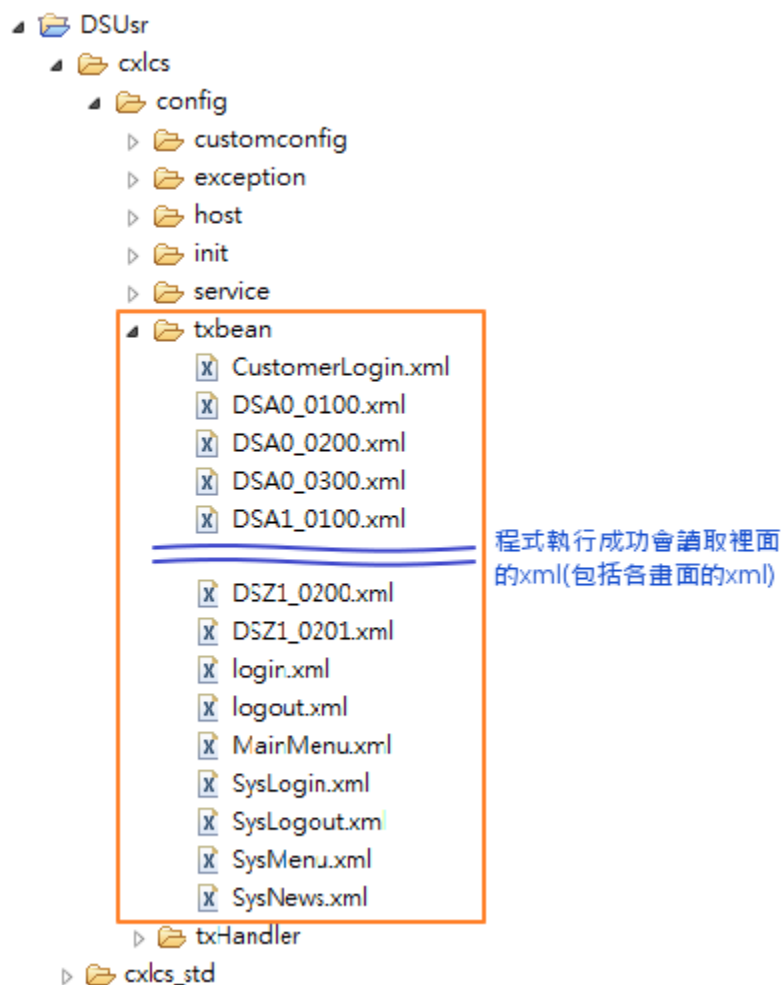 DSUsr
cxlcs
config
customconfig
exception
host
init
service
txbean
CustomerLogin.xml
DSA0_0100.xml
DSA0_0200.xml
DSA0_0300.xml
DSA1_0100.xml
程式執行成功會讀取裡面
的xml(包括各畫面的xml)
DSZ1_0200.xml
DSZ1_0201.xml
login.xml
logout.xml
MainMenu.xml
SysLogin.xml
SysLogout.xml
SysMenu.xml
SysNews.xml
txHandler
cxlcs_std